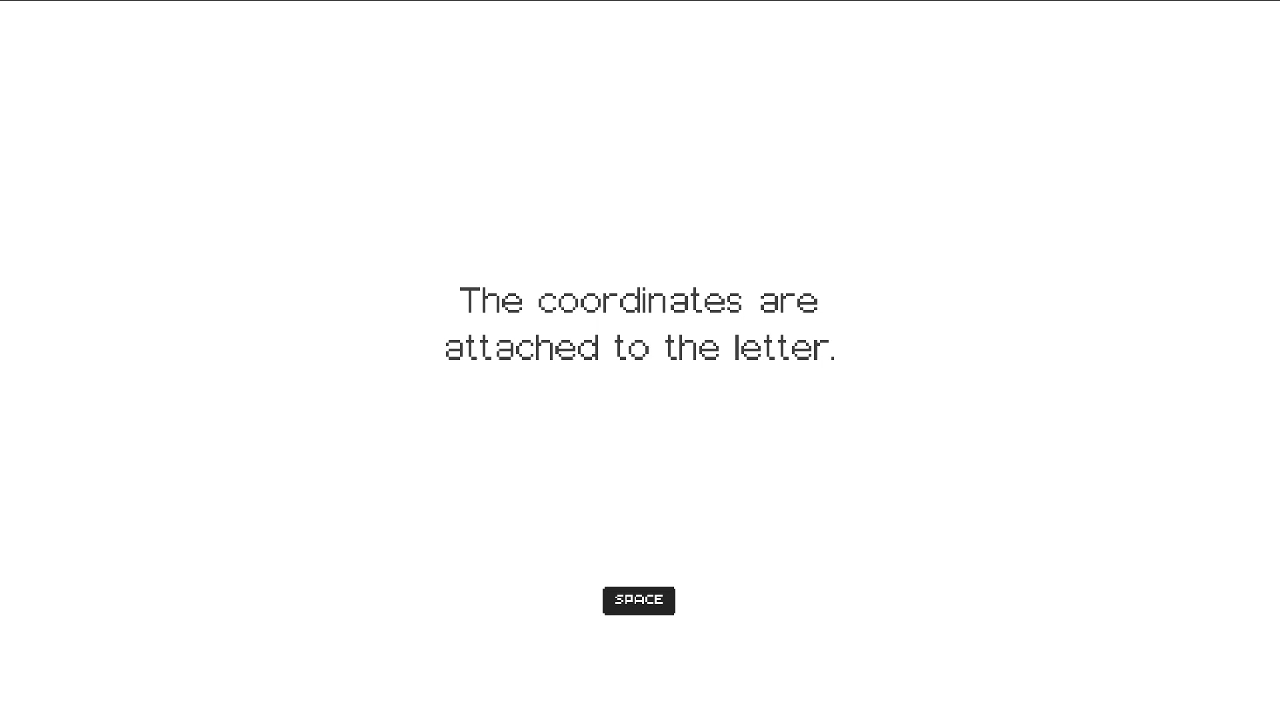 The coordinates are
attached to the letter.
SPACE